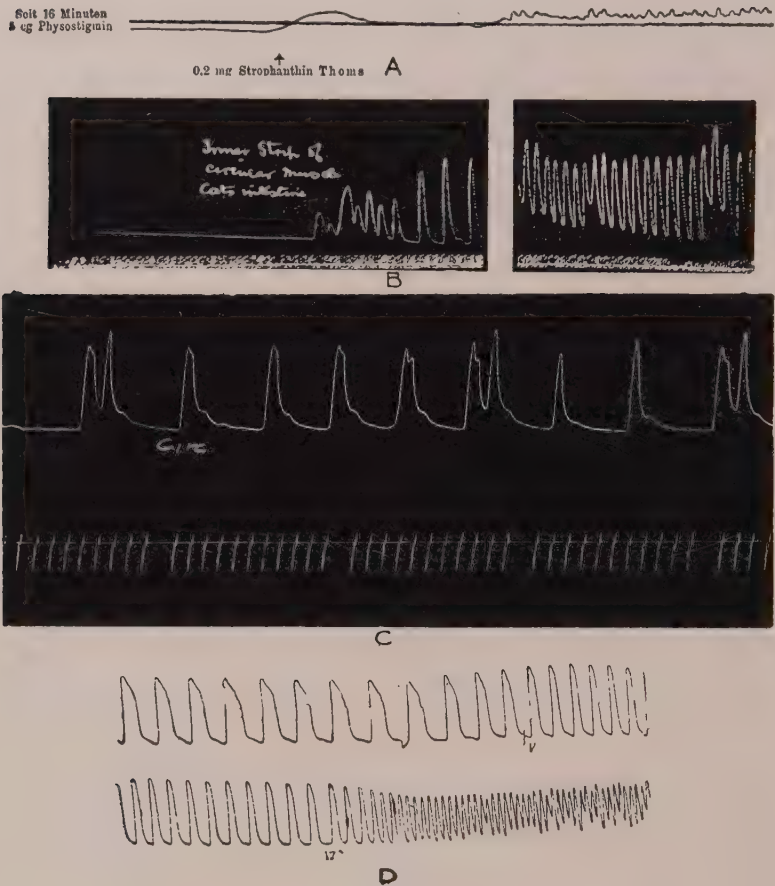 Seit 16 Minuten
5 cg Physostigmin
0.2 mg Strophanthin Thoms
A
Inner Strip of
circular muscle
Cats intestine
B
Circ.
C
V
17
D